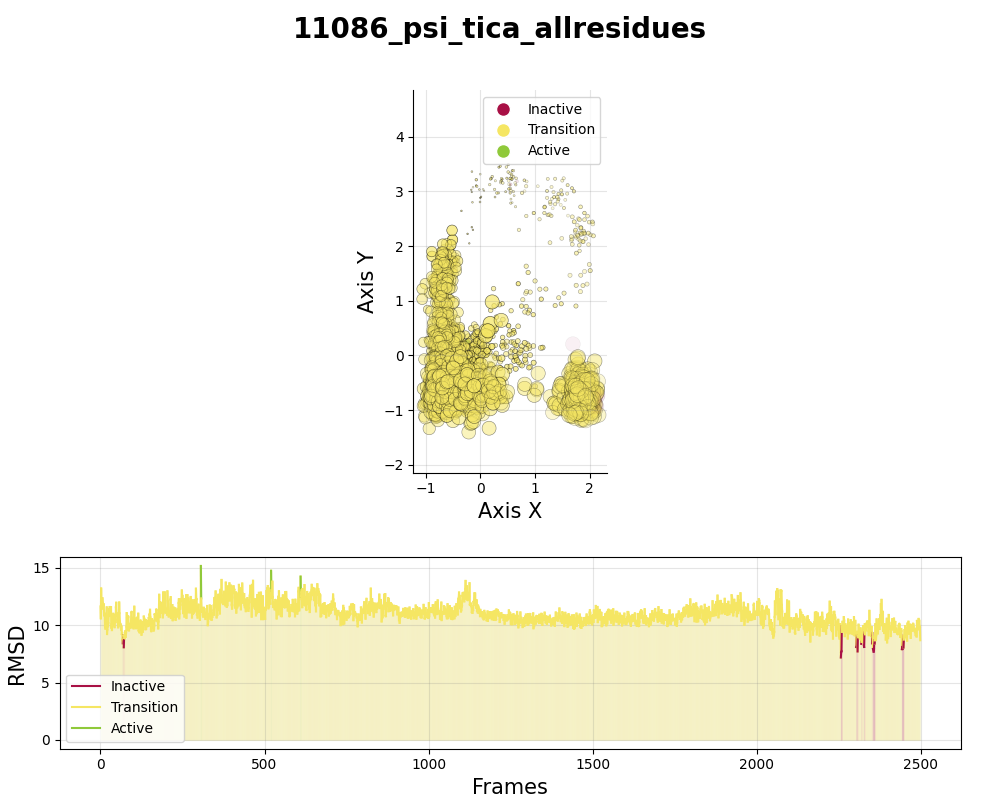 11086_psi_tica_allresidues
Inactive
Transition
Active
4
3
2
1
0
−1
−2
Axis Y
−1 0 1 2
Axis X
15
10
5
0
RMSD
Inactive
Transition
Active
0 500 1000 1500 2000 2500
Frames